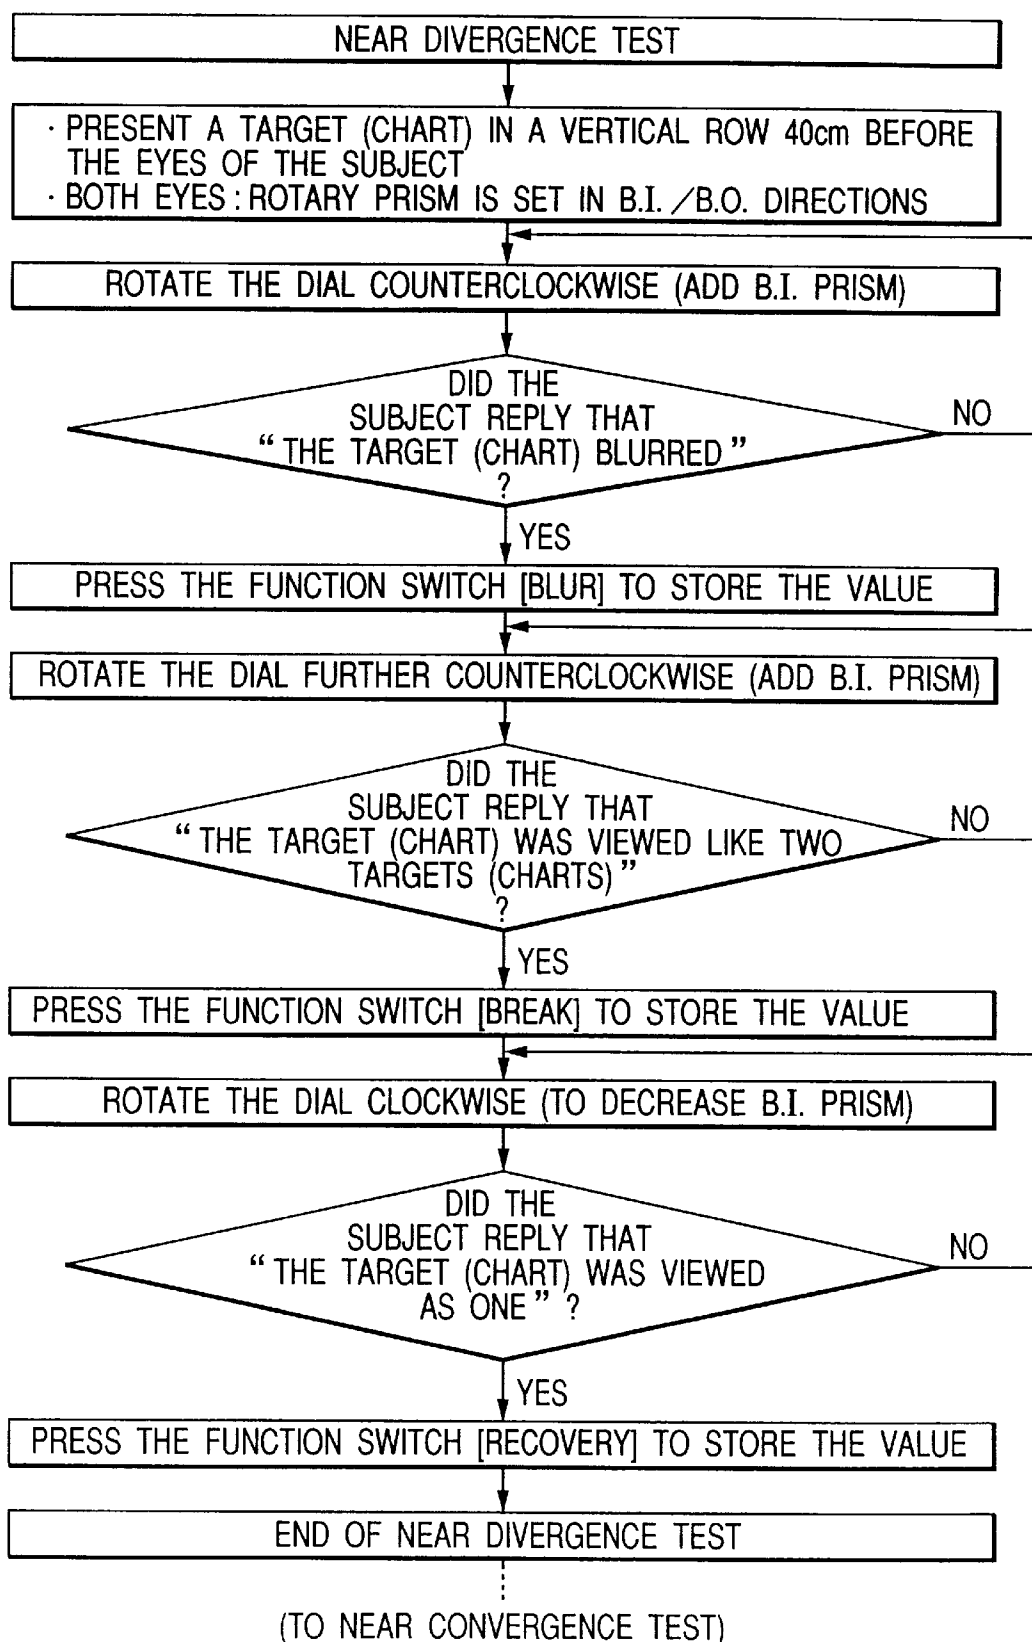 NEAR DIVERGENCE TEST
· PRESENT A TARGET (CHART) IN A VERTICAL ROW 40cm BEFORE
THE EYES OF THE SUBJECT
· BOTH EYES : ROTARY PRISM IS SET IN B.I. /B.O. DIRECTIONS
ROTATE THE DIAL COUNTERCLOCKWISE (ADD B.I. PRISM)
DID THE
SUBJECT REPLY THAT
“ THE TARGET (CHART) BLURRED ”
?
NO
YES
PRESS THE FUNCTION SWITCH [BLUR] TO STORE THE VALUE
ROTATE THE DIAL FURTHER COUNTERCLOCKWISE (ADD B.I. PRISM)
DID THE
SUBJECT REPLY THAT
“ THE TARGET (CHART) WAS VIEWED LIKE TWO
TARGETS (CHARTS) ”
?
NO
YES
PRESS THE FUNCTION SWITCH [BREAK] TO STORE THE VALUE
ROTATE THE DIAL CLOCKWISE (TO DECREASE B.I. PRISM)
DID THE
SUBJECT REPLY THAT
“ THE TARGET (CHART) WAS VIEWED
AS ONE ” ?
NO
YES
PRESS THE FUNCTION SWITCH [RECOVERY] TO STORE THE VALUE
END OF NEAR DIVERGENCE TEST
(TO NEAR CONVERGENCE TEST)